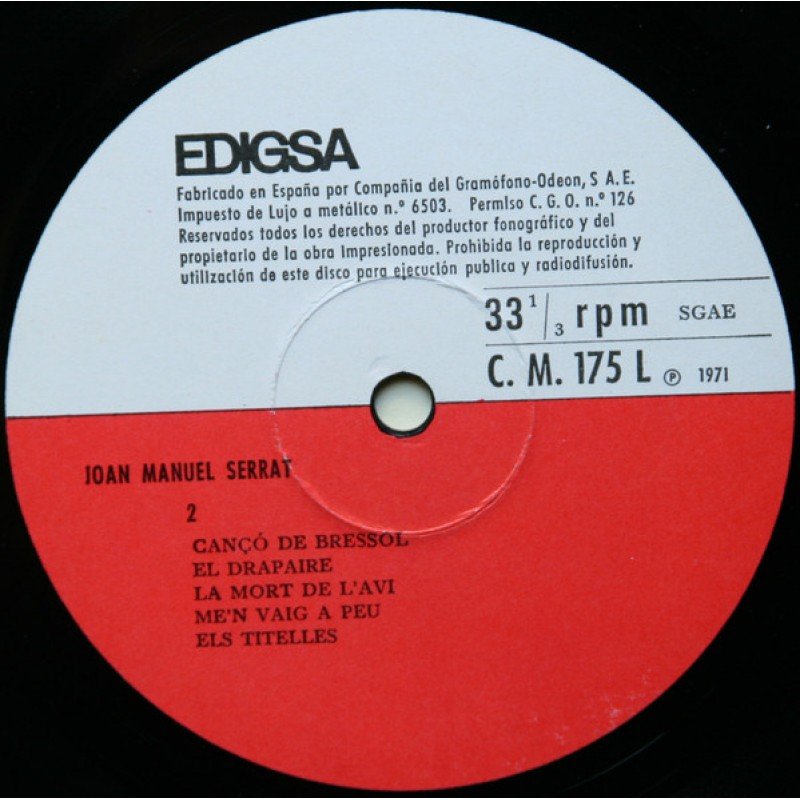 EDIGSA
Fabricado en España por Compañia del Gramófono-Odeon, S A. E.
Impuesto de Lujo a metálico n.º 6503. Permiso C. G. O. n.º 126
Reservados todos los derechos del productor fonográfico y del
propietario de la obra impresionada. Prohibida la reproducción y
utilización de este disco para ejecución publica y radiodifusión.
33 1/3 rpm SGAE
C. M. 175 L ℗ 1971
JOAN MANUEL SERRAT
2
CANÇÓ DE BRESSOL
EL DRAPAIRE
LA MORT DE L'AVI
ME'N VAIG A PEU
ELS TITELLES